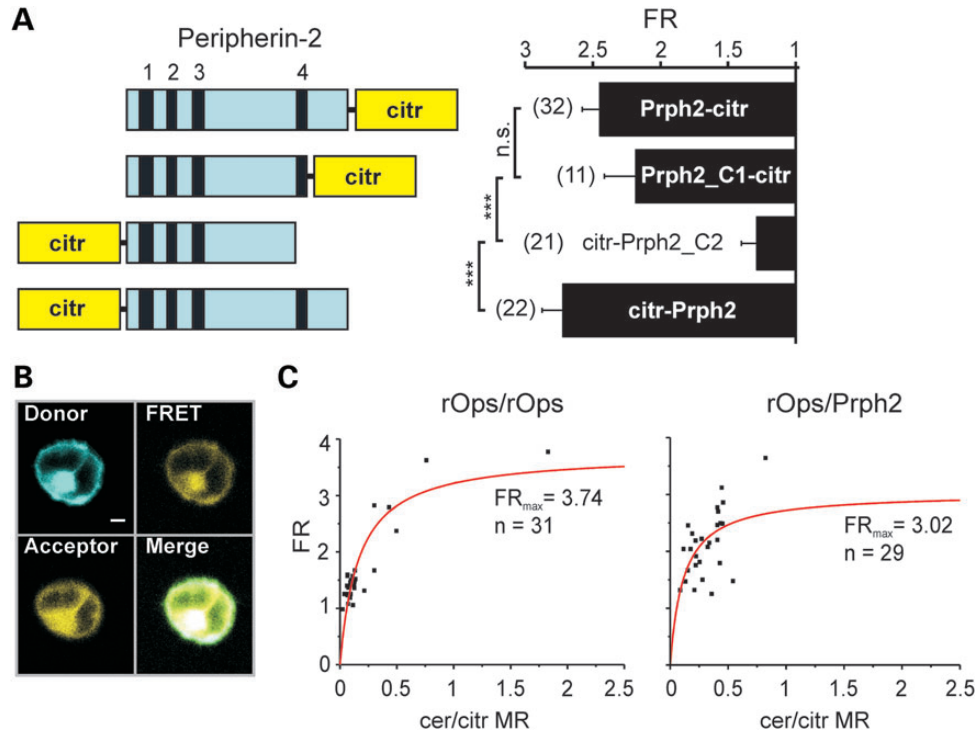 A
Peripherin-2
1 2 3 4
citr
citr
citr
citr
FR
3 2.5 2 1.5 1
(32) Prph2-citr
n.s.
(11) Prph2_C1-citr
***
(21) citr-Prph2_C2
***
(22) citr-Prph2
B
Donor FRET
Acceptor Merge
C
rOps/rOps
FR
4
3
2
1
0
FRmax= 3.74
n = 31
0 0.5 1 1.5 2 2.5
cer/citr MR
rOps/Prph2
FRmax= 3.02
n = 29
0 0.5 1 1.5 2 2.5
cer/citr MR